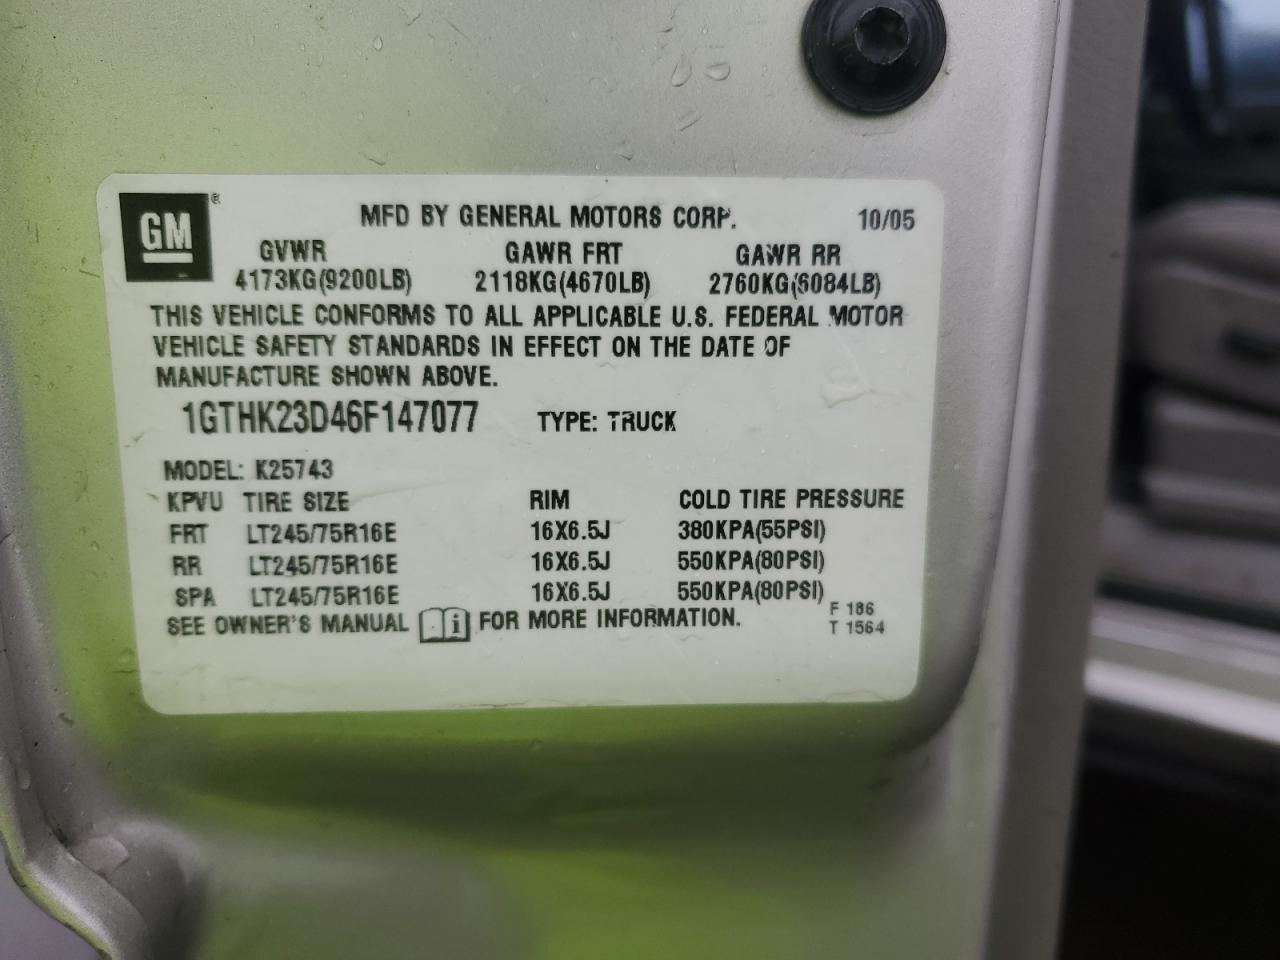 GM ®
MFD BY GENERAL MOTORS CORP. 10/05
GVWR GAWR FRT GAWR RR
4173KG(9200LB) 2118KG(4670LB) 2760KG(6084LB)
THIS VEHICLE CONFORMS TO ALL APPLICABLE U.S. FEDERAL MOTOR
VEHICLE SAFETY STANDARDS IN EFFECT ON THE DATE OF
MANUFACTURE SHOWN ABOVE.
1GTHK23D46F147077 TYPE: TRUCK
MODEL: K25743
KPVU TIRE SIZE RIM COLD TIRE PRESSURE
FRT LT245/75R16E 16X6.5J 380KPA(55PSI)
RR LT245/75R16E 16X6.5J 550KPA(80PSI)
SPA LT245/75R16E 16X6.5J 550KPA(80PSI)
SEE OWNER'S MANUAL i FOR MORE INFORMATION.
F 186
T 1564